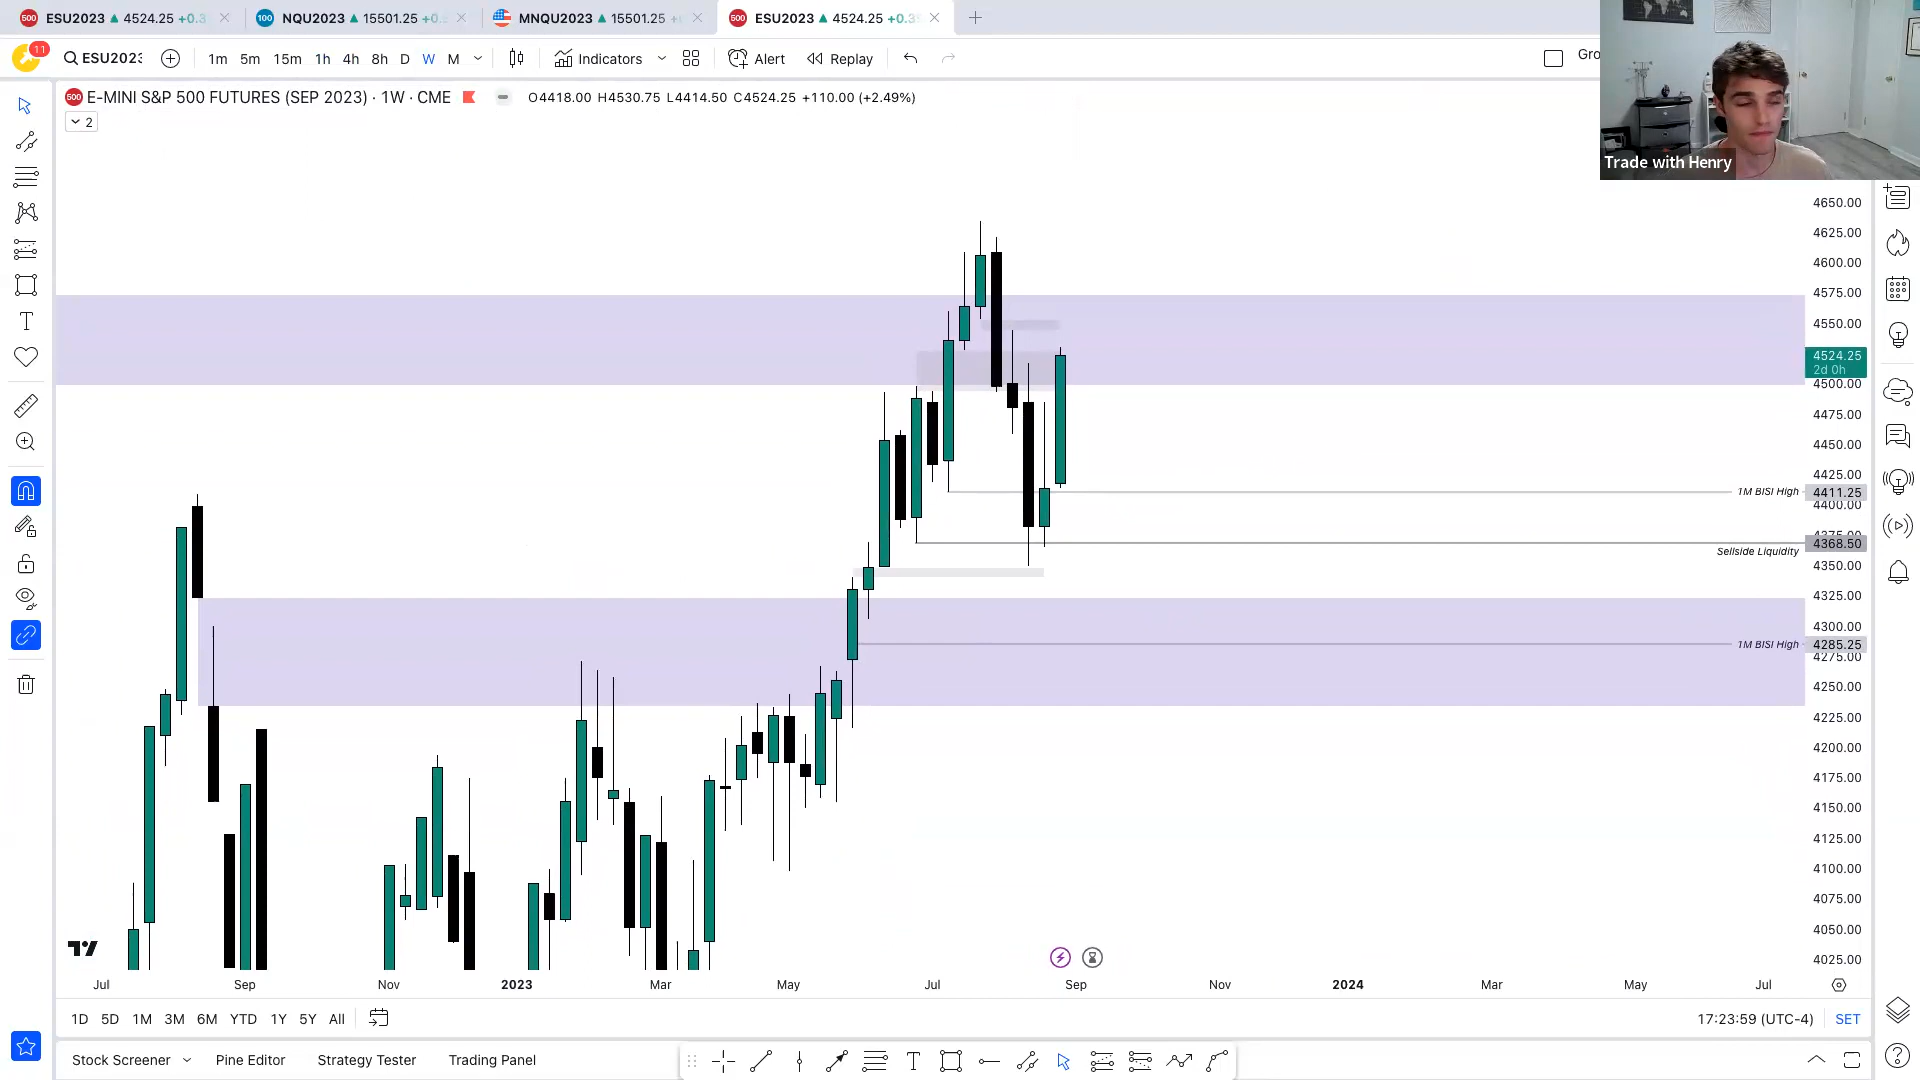 ESU2023 4524.25
NQU2023 15501.25
MNQU2023 15501.25
ESU2023 4524.25
11
ESU2023
1m 5m 15m 1h 4h 8h D W M
Indicators
Alert
Replay
Gro
Trade with Henry
E-MINI S&P 500 FUTURES (SEP 2023) · 1W · CME
O4418.00 H4530.75 L4414.50 C4524.25 +110.00 (+2.49%)
2
4650.00
4625.00
4600.00
4575.00
4550.00
4524.25
2d 0h
4500.00
4475.00
4450.00
4425.00
1M BISI High 4411.25
4400.00
4368.50
Sellside Liquidity
4350.00
4325.00
4300.00
1M BISI High 4285.25
4275.00
4250.00
4225.00
4200.00
4175.00
4150.00
4125.00
4100.00
4075.00
4050.00
4025.00
Jul Sep Nov 2023 Mar May Jul Sep Nov 2024 Mar May Jul
1D 5D 1M 3M 6M YTD 1Y 5Y All
17:23:59 (UTC-4) SET
Stock Screener
Pine Editor
Strategy Tester
Trading Panel